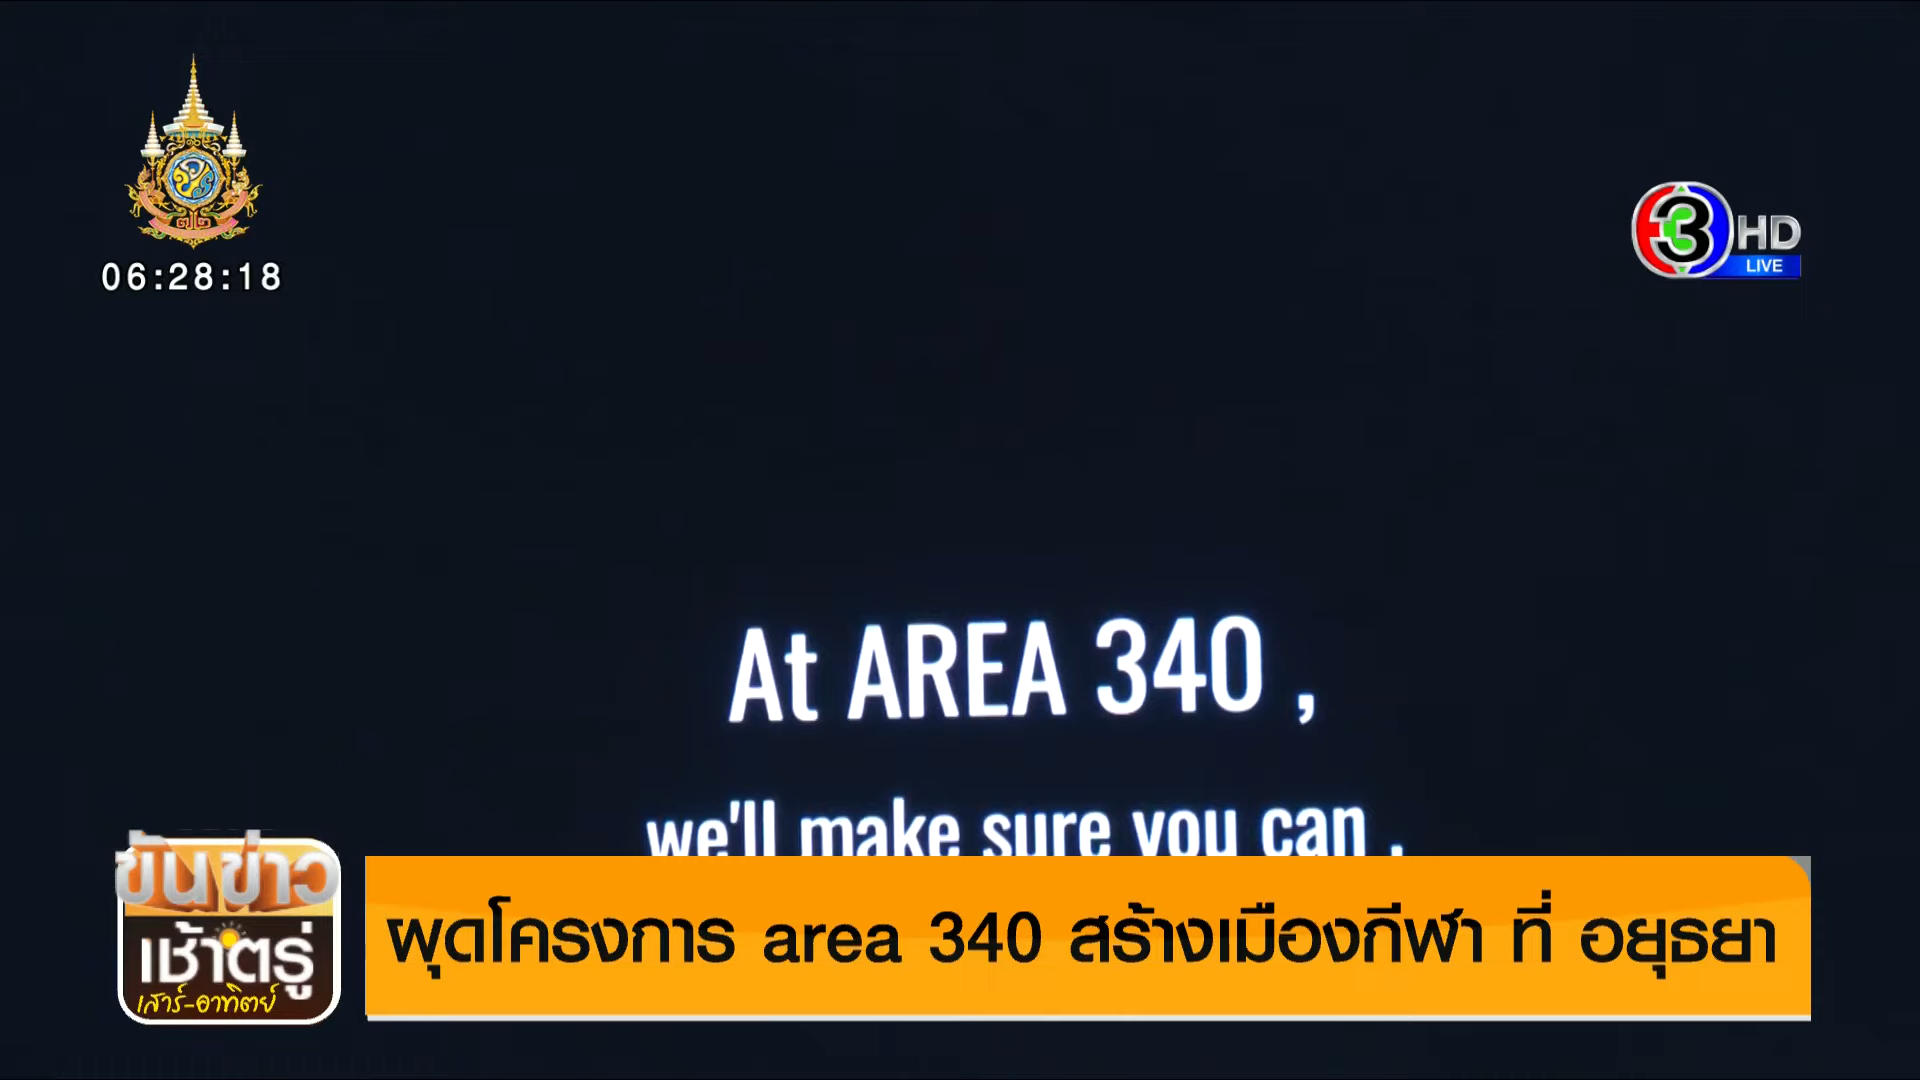 06:28:18
3 HD
LIVE
At AREA 340 ,
we'll make sure you can .
ขันข่าว
เช้าตรู่
เสาร์-อาทิตย์
ผุดโครงการ area 340 สร้างเมืองกีฬา ที่ อยุธยา